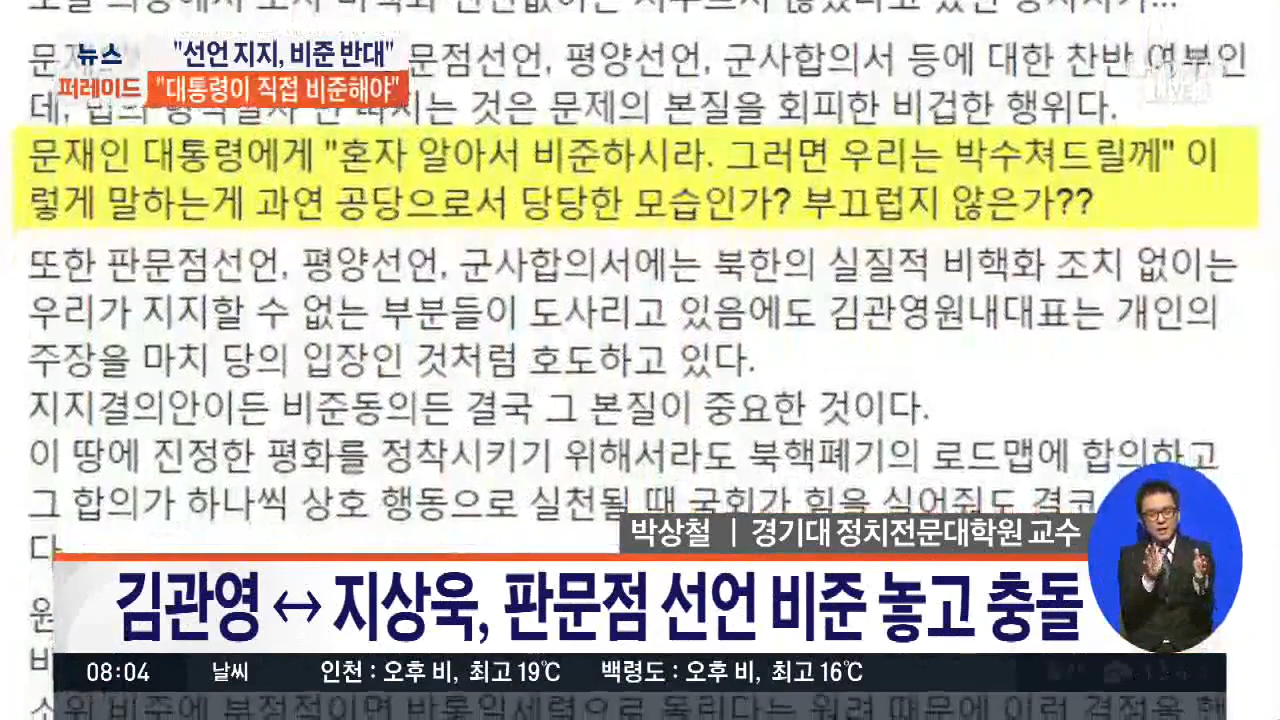 뉴스
퍼레이드
"선언 지지, 비준 반대"
"대통령이 직접 비준해야"
문점선언, 평양선언, 군사합의서 등에 대한 찬반 여부인
것은 문제의 본질을 회피한 비겁한 행위다.
문재인 대통령에게 "혼자 알아서 비준하시라. 그러면 우리는 박수쳐드릴께" 이
렇게 말하는게 과연 공당으로서 당당한 모습인가? 부끄럽지 않은가??
또한 판문점선언, 평양선언, 군사합의서에는 북한의 실질적 비핵화 조치 없이는
우리가 지지할 수 없는 부분들이 도사리고 있음에도 김관영원내대표는 개인의
주장을 마치 당의 입장인 것처럼 호도하고 있다.
지지결의안이든 비준동의든 결국 그 본질이 중요한 것이다.
이 땅에 진정한 평화를 정착시키기 위해서라도 북핵폐기의 로드맵에 합의하고
그 합의가 하나씩 상호 행동으로 실천될 때 국회가 힘을 실어줘도 결코
다
박상철 | 경기대 정치전문대학원 교수
김관영 ↔ 지상욱, 판문점 선언 비준 놓고 충돌
08:04 날씨 인천 : 오후 비, 최고 19℃ 백령도 : 오후 비, 최고 16℃